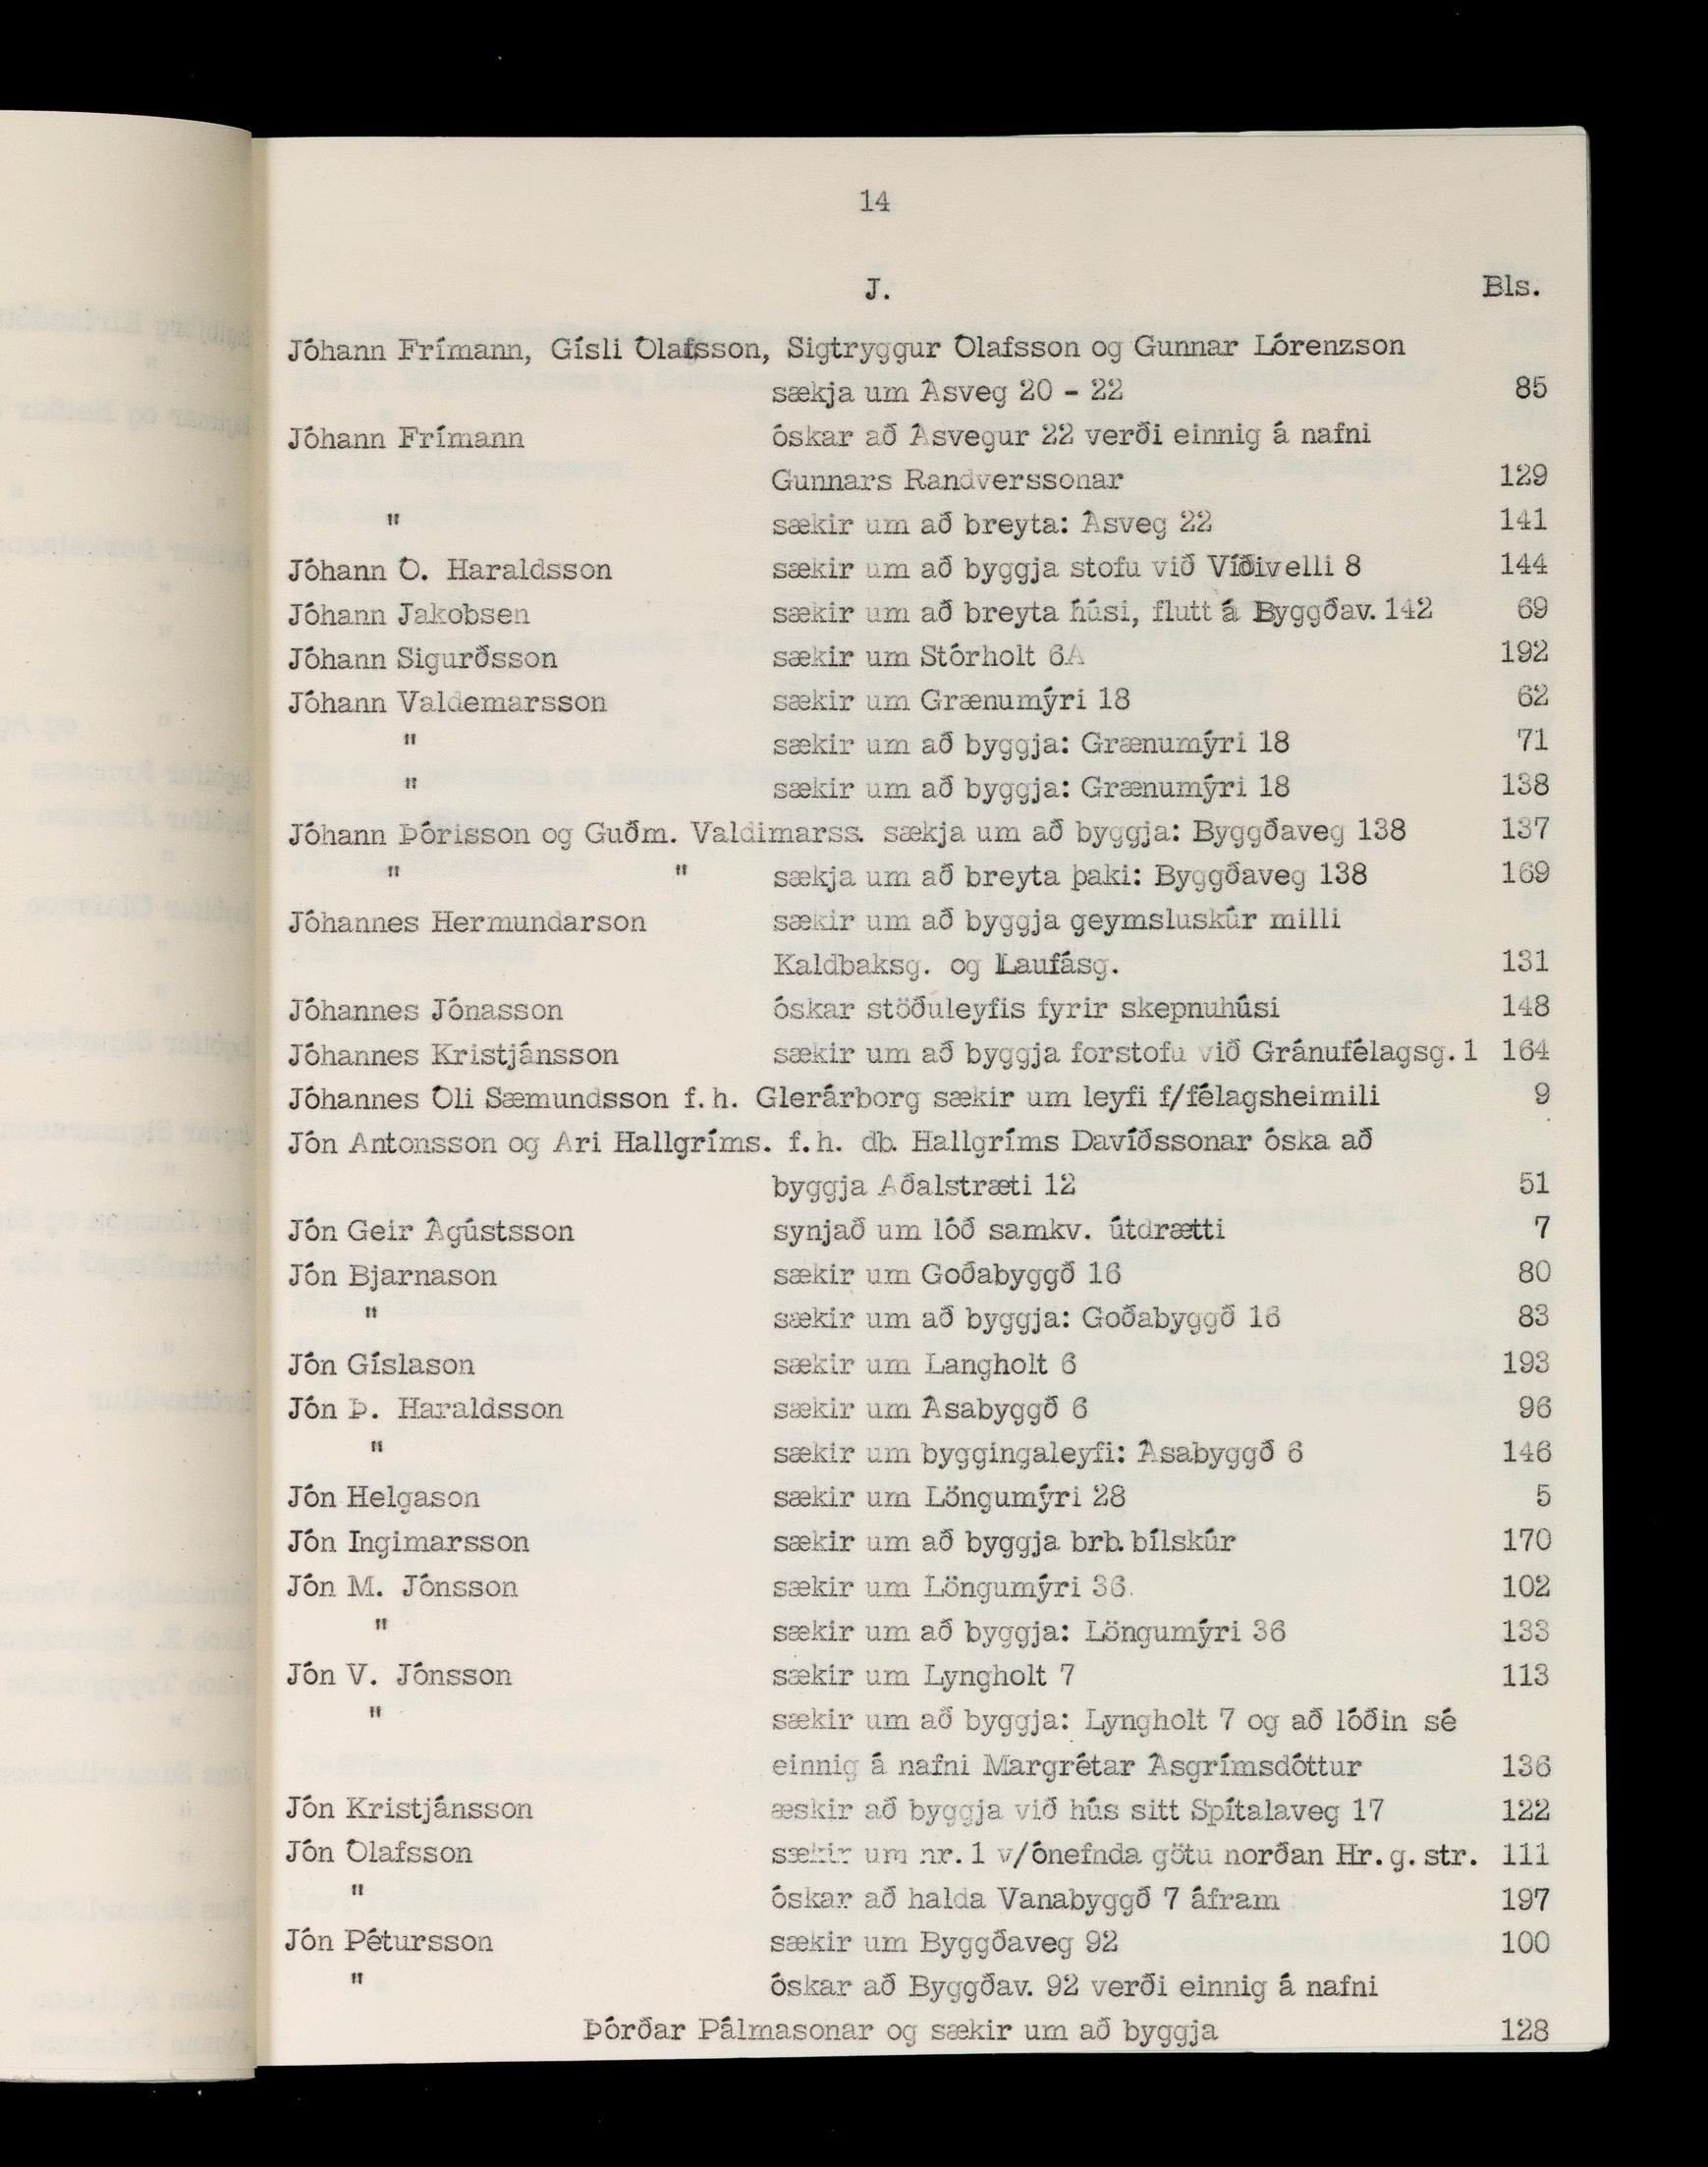 14
J. Bls.
Jóhann Frímann, Gísli Ólafsson, Sigtryggur Ólafsson og Gunnar Lórenzson
sækja um Ásveg 20 - 22 85
Jóhann Frímann óskar að Ásvegur 22 verði einnig á nafni
Gunnars Randverssonar 129
" sækir um að breyta: Ásveg 22 141
Jóhann Ó. Haraldsson sækir um að byggja stofu við Víðivelli 8 144
Jóhann Jakobsen sækir um að breyta húsi, flutt á Byggðav. 142 69
Jóhann Sigurðsson sækir um Stórholt 6A 192
Jóhann Valdemarsson sækir um Grænumýri 18 62
" sækir um að byggja: Grænumýri 18 71
" sækir um að byggja: Grænumýri 18 138
Jóhann Þórisson og Guðm. Valdimarss. sækja um að byggja: Byggðaveg 138 137
" " sækja um að breyta þaki: Byggðaveg 138 169
Jóhannes Hermundarson sækir um að byggja geymsluskúr milli
Kaldbaksg. og Laufásg. 131
Jóhannes Jónasson óskar stöðuleyfis fyrir skepnuhúsi 148
Jóhannes Kristjánsson sækir um að byggja forstofu við Gránufélagsg. 1 164
Jóhannes Óli Sæmundsson f.h. Glerárborg sækir um leyfi f/félagsheimili 9
Jón Antonsson og Ari Hallgríms. f.h. db. Hallgríms Davíðssonar óska að
byggja Aðalstræti 12 51
Jón Geir Ágústsson synjað um lóð samkv. útdrætti 7
Jón Bjarnason sækir um Goðabyggð 16 80
" sækir um að byggja: Goðabyggð 16 83
Jón Gíslason sækir um Langholt 6 193
Jón Þ. Haraldsson sækir um Ásabyggð 6 96
" sækir um byggingaleyfi: Ásabyggð 6 146
Jón Helgason sækir um Löngumýri 28 5
Jón Ingimarsson sækir um að byggja brb. bílskúr 170
Jón M. Jónsson sækir um Löngumýri 36. 102
" sækir um að byggja: Löngumýri 36 133
Jón V. Jónsson sækir um Lyngholt 7 113
" sækir um að byggja: Lyngholt 7 og að lóðin sé
einnig á nafni Margrétar Ásgrímsdóttur 136
Jón Kristjánsson æskir að byggja við hús sitt Spítalaveg 17 122
Jón Ólafsson sækir um nr. 1 v/ónefnda götu norðan Hr.g.str. 111
" óskar að halda Vanabyggð 7 áfram 197
Jón Pétursson sækir um Byggðaveg 92 100
" óskar að Byggðav. 92 verði einnig á nafni
Þórðar Pálmasonar og sækir um að byggja 128